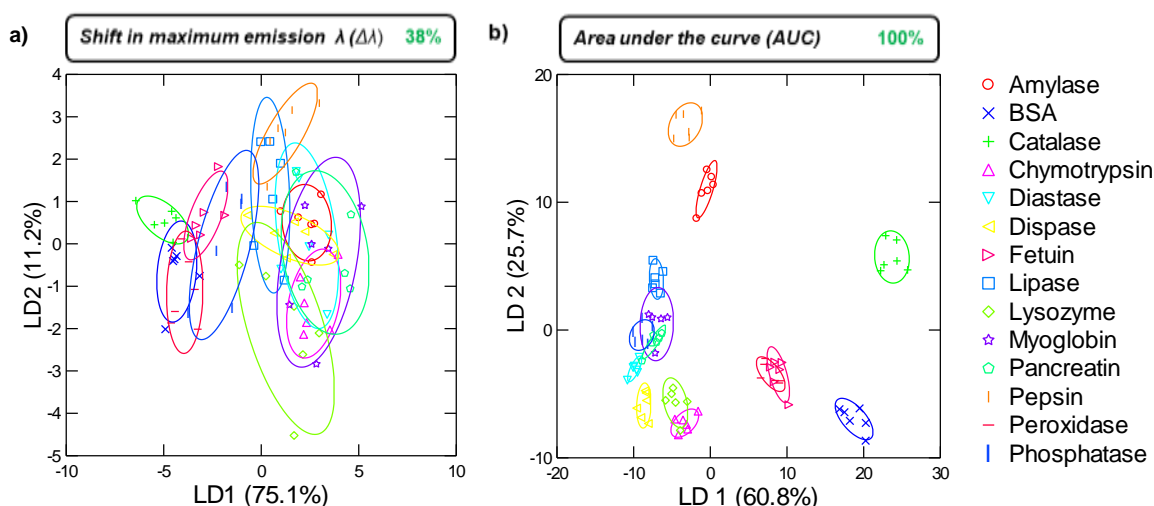 a) Shift in maximum emission λ (Δλ) 38%
b) Area under the curve (AUC) 100%
4
3
2
1
0
-1
-2
-3
-4
-5
LD2 (11.2%)
-10 -5 0 5 10
LD1 (75.1%)
20
10
0
-10
LD 2 (25.7%)
-20 -10 0 10 20 30
LD 1 (60.8%)
Amylase
BSA
Catalase
Chymotrypsin
Diastase
Dispase
Fetuin
Lipase
Lysozyme
Myoglobin
Pancreatin
Pepsin
Peroxidase
Phosphatase